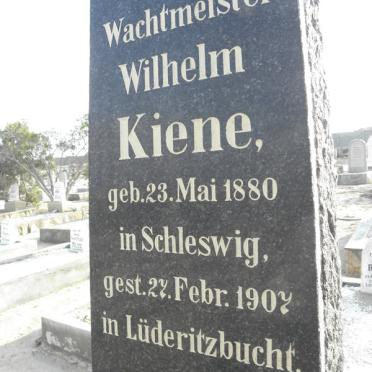 Wachtmeister
Wilhelm
Kiene,
geb. 23. Mai 1880
in Schleswig,
gest. 27. Febr. 1907
in Lüderitzbucht.